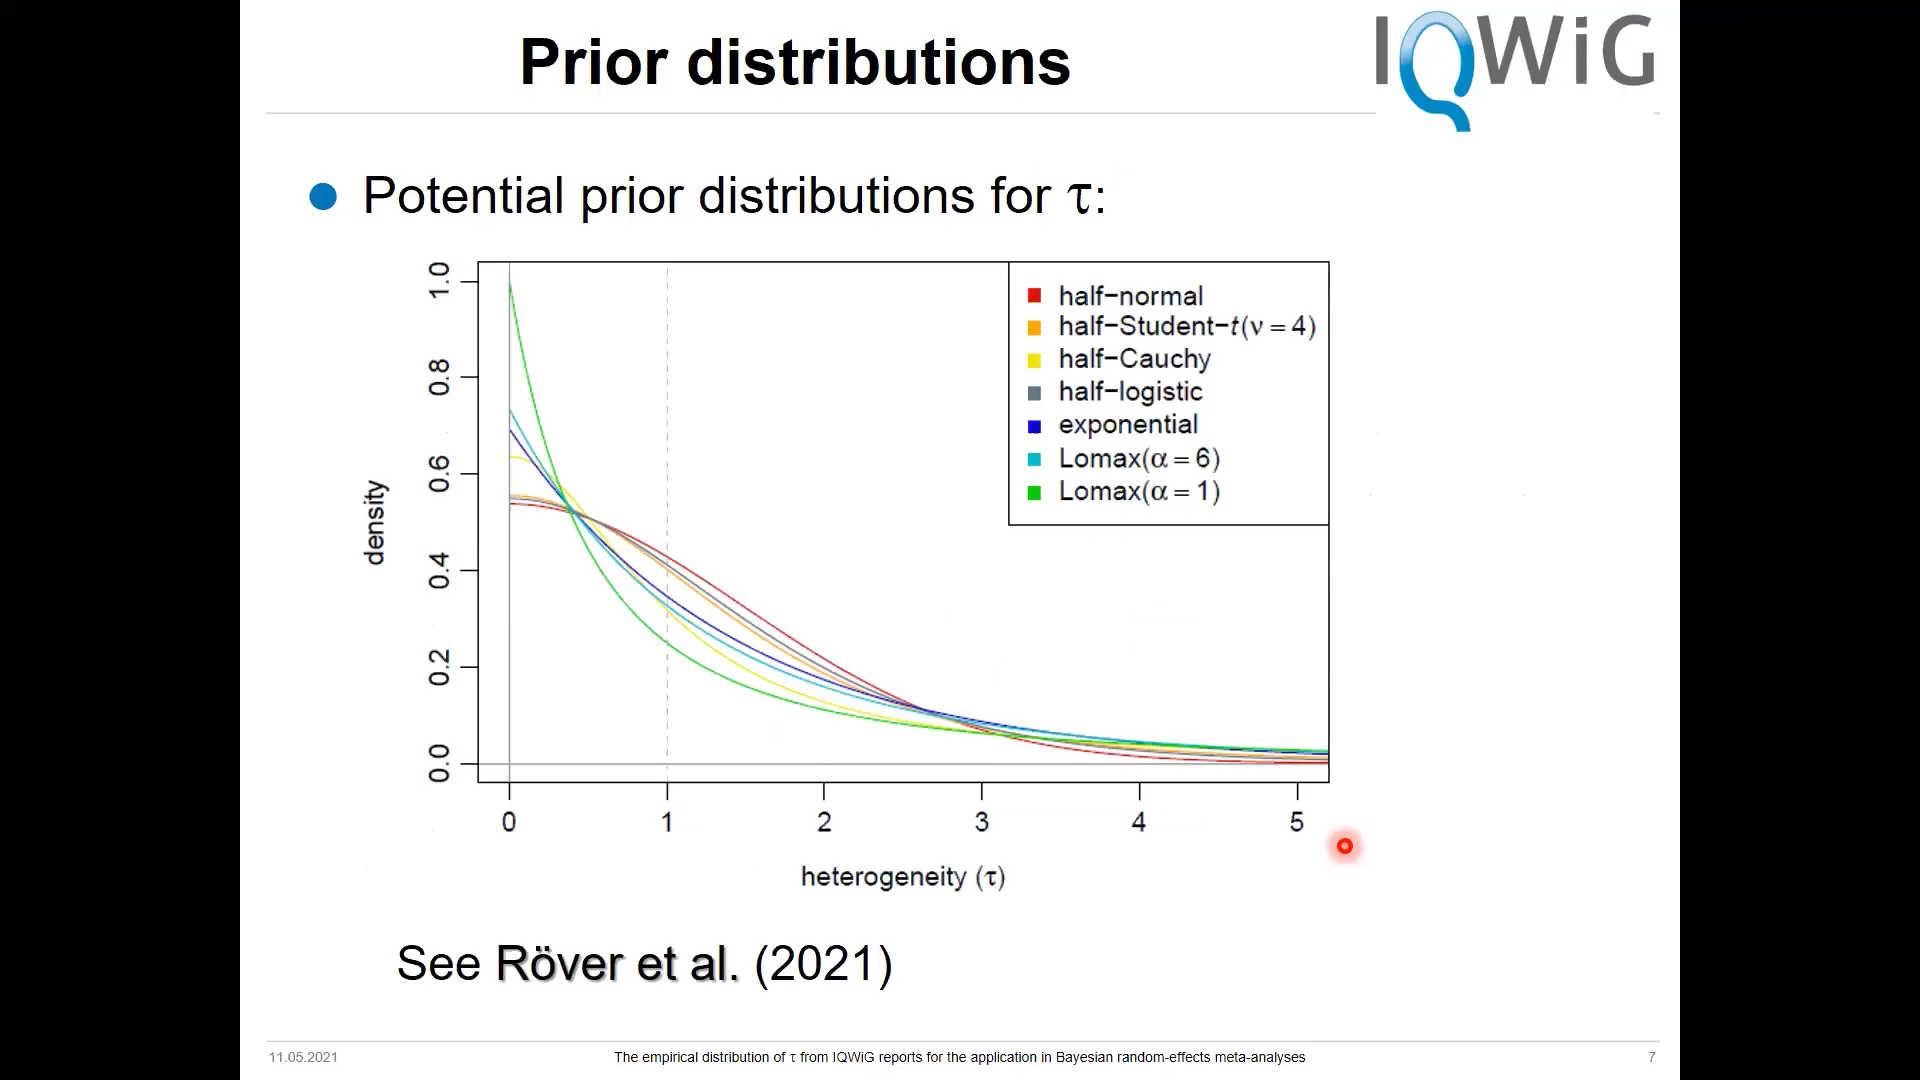 Prior distributions
IQWiG
Potential prior distributions for τ:
half−normal
half−Student−t(ν = 4)
half−Cauchy
half−logistic
exponential
Lomax(α = 6)
Lomax(α = 1)
density
1.0
0.8
0.6
0.4
0.2
0.0
0 1 2 3 4 5
heterogeneity (τ)
See Röver et al. (2021)
11.05.2021
The empirical distribution of τ from IQWiG reports for the application in Bayesian random-effects meta-analyses
7